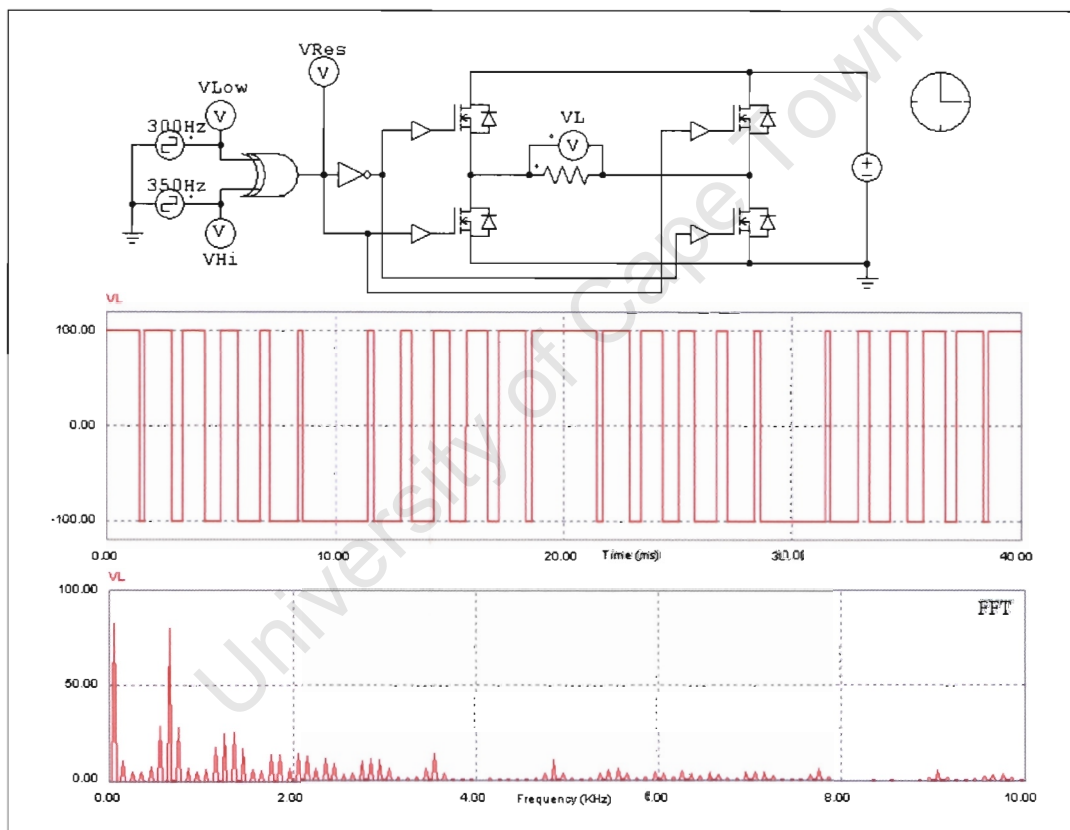 VRes
VLow
300Hz
350Hz
VHi
VL
VL
100.00
0.00
-100.00
0.00 10.00 20.00 30.00 40.00
Time (ms)
VL
FFT
100.00
50.00
0.00
0.00 2.00 4.00 6.00 8.00 10.00
Frequency (KHz)
University of Cape Town